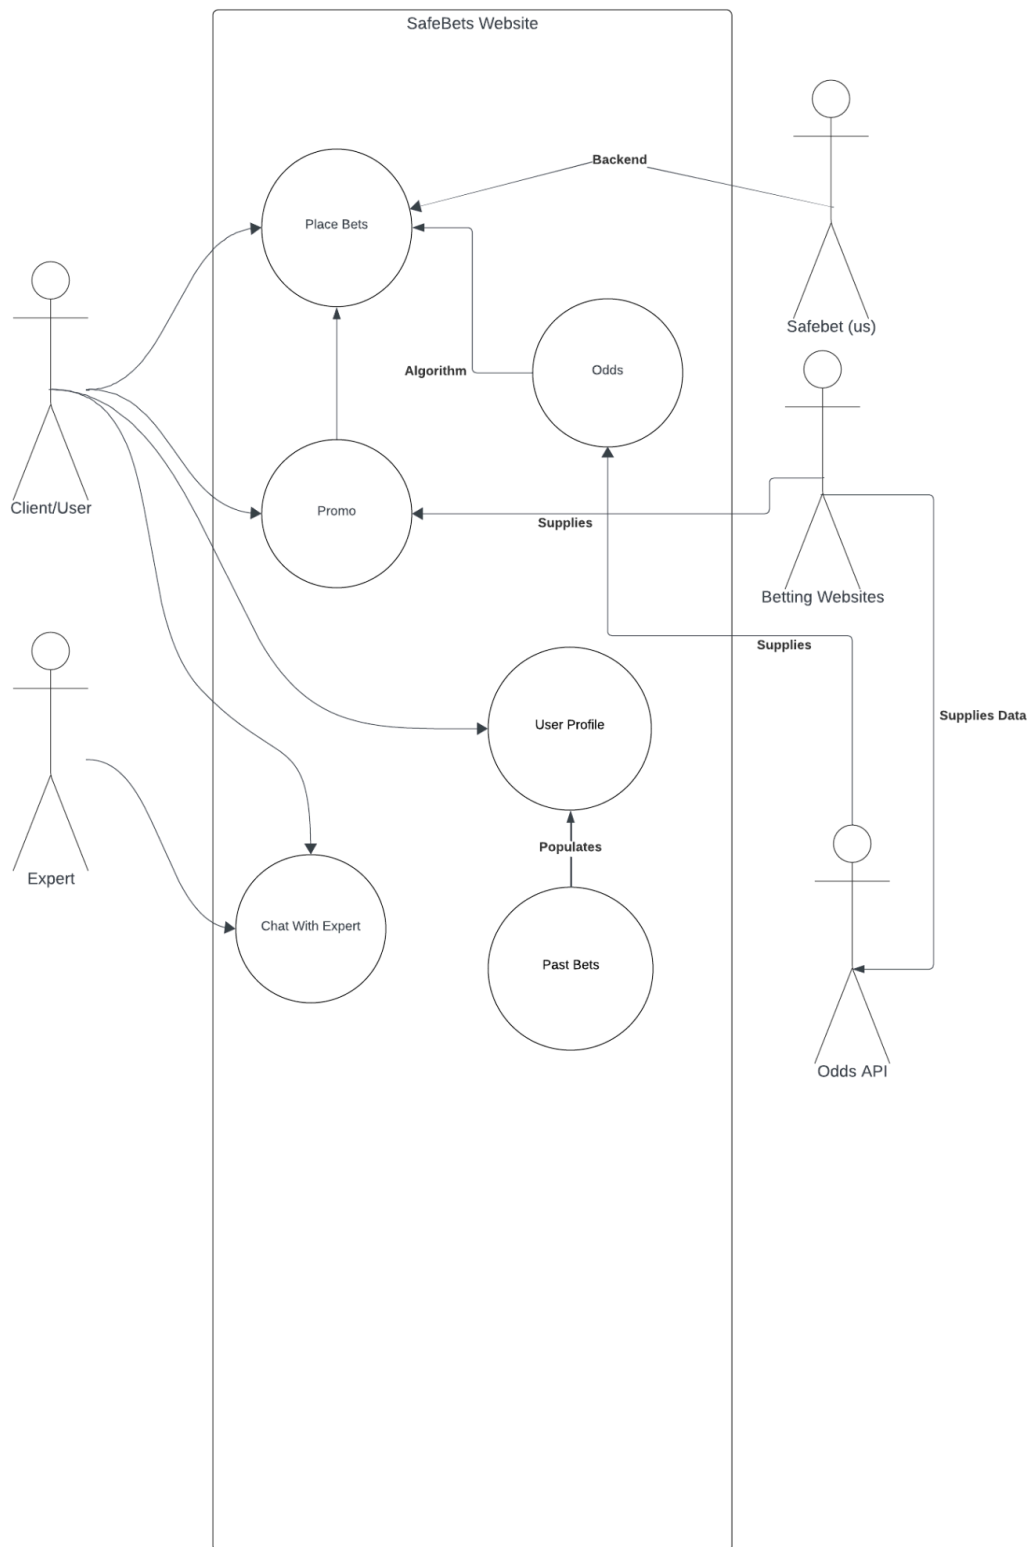 SafeBets Website
Backend
Place Bets
Safebet (us)
Algorithm
Odds
Client/User
Promo
Supplies
Betting Websites
Supplies
Supplies Data
User Profile
Populates
Expert
Chat With Expert
Past Bets
Odds API